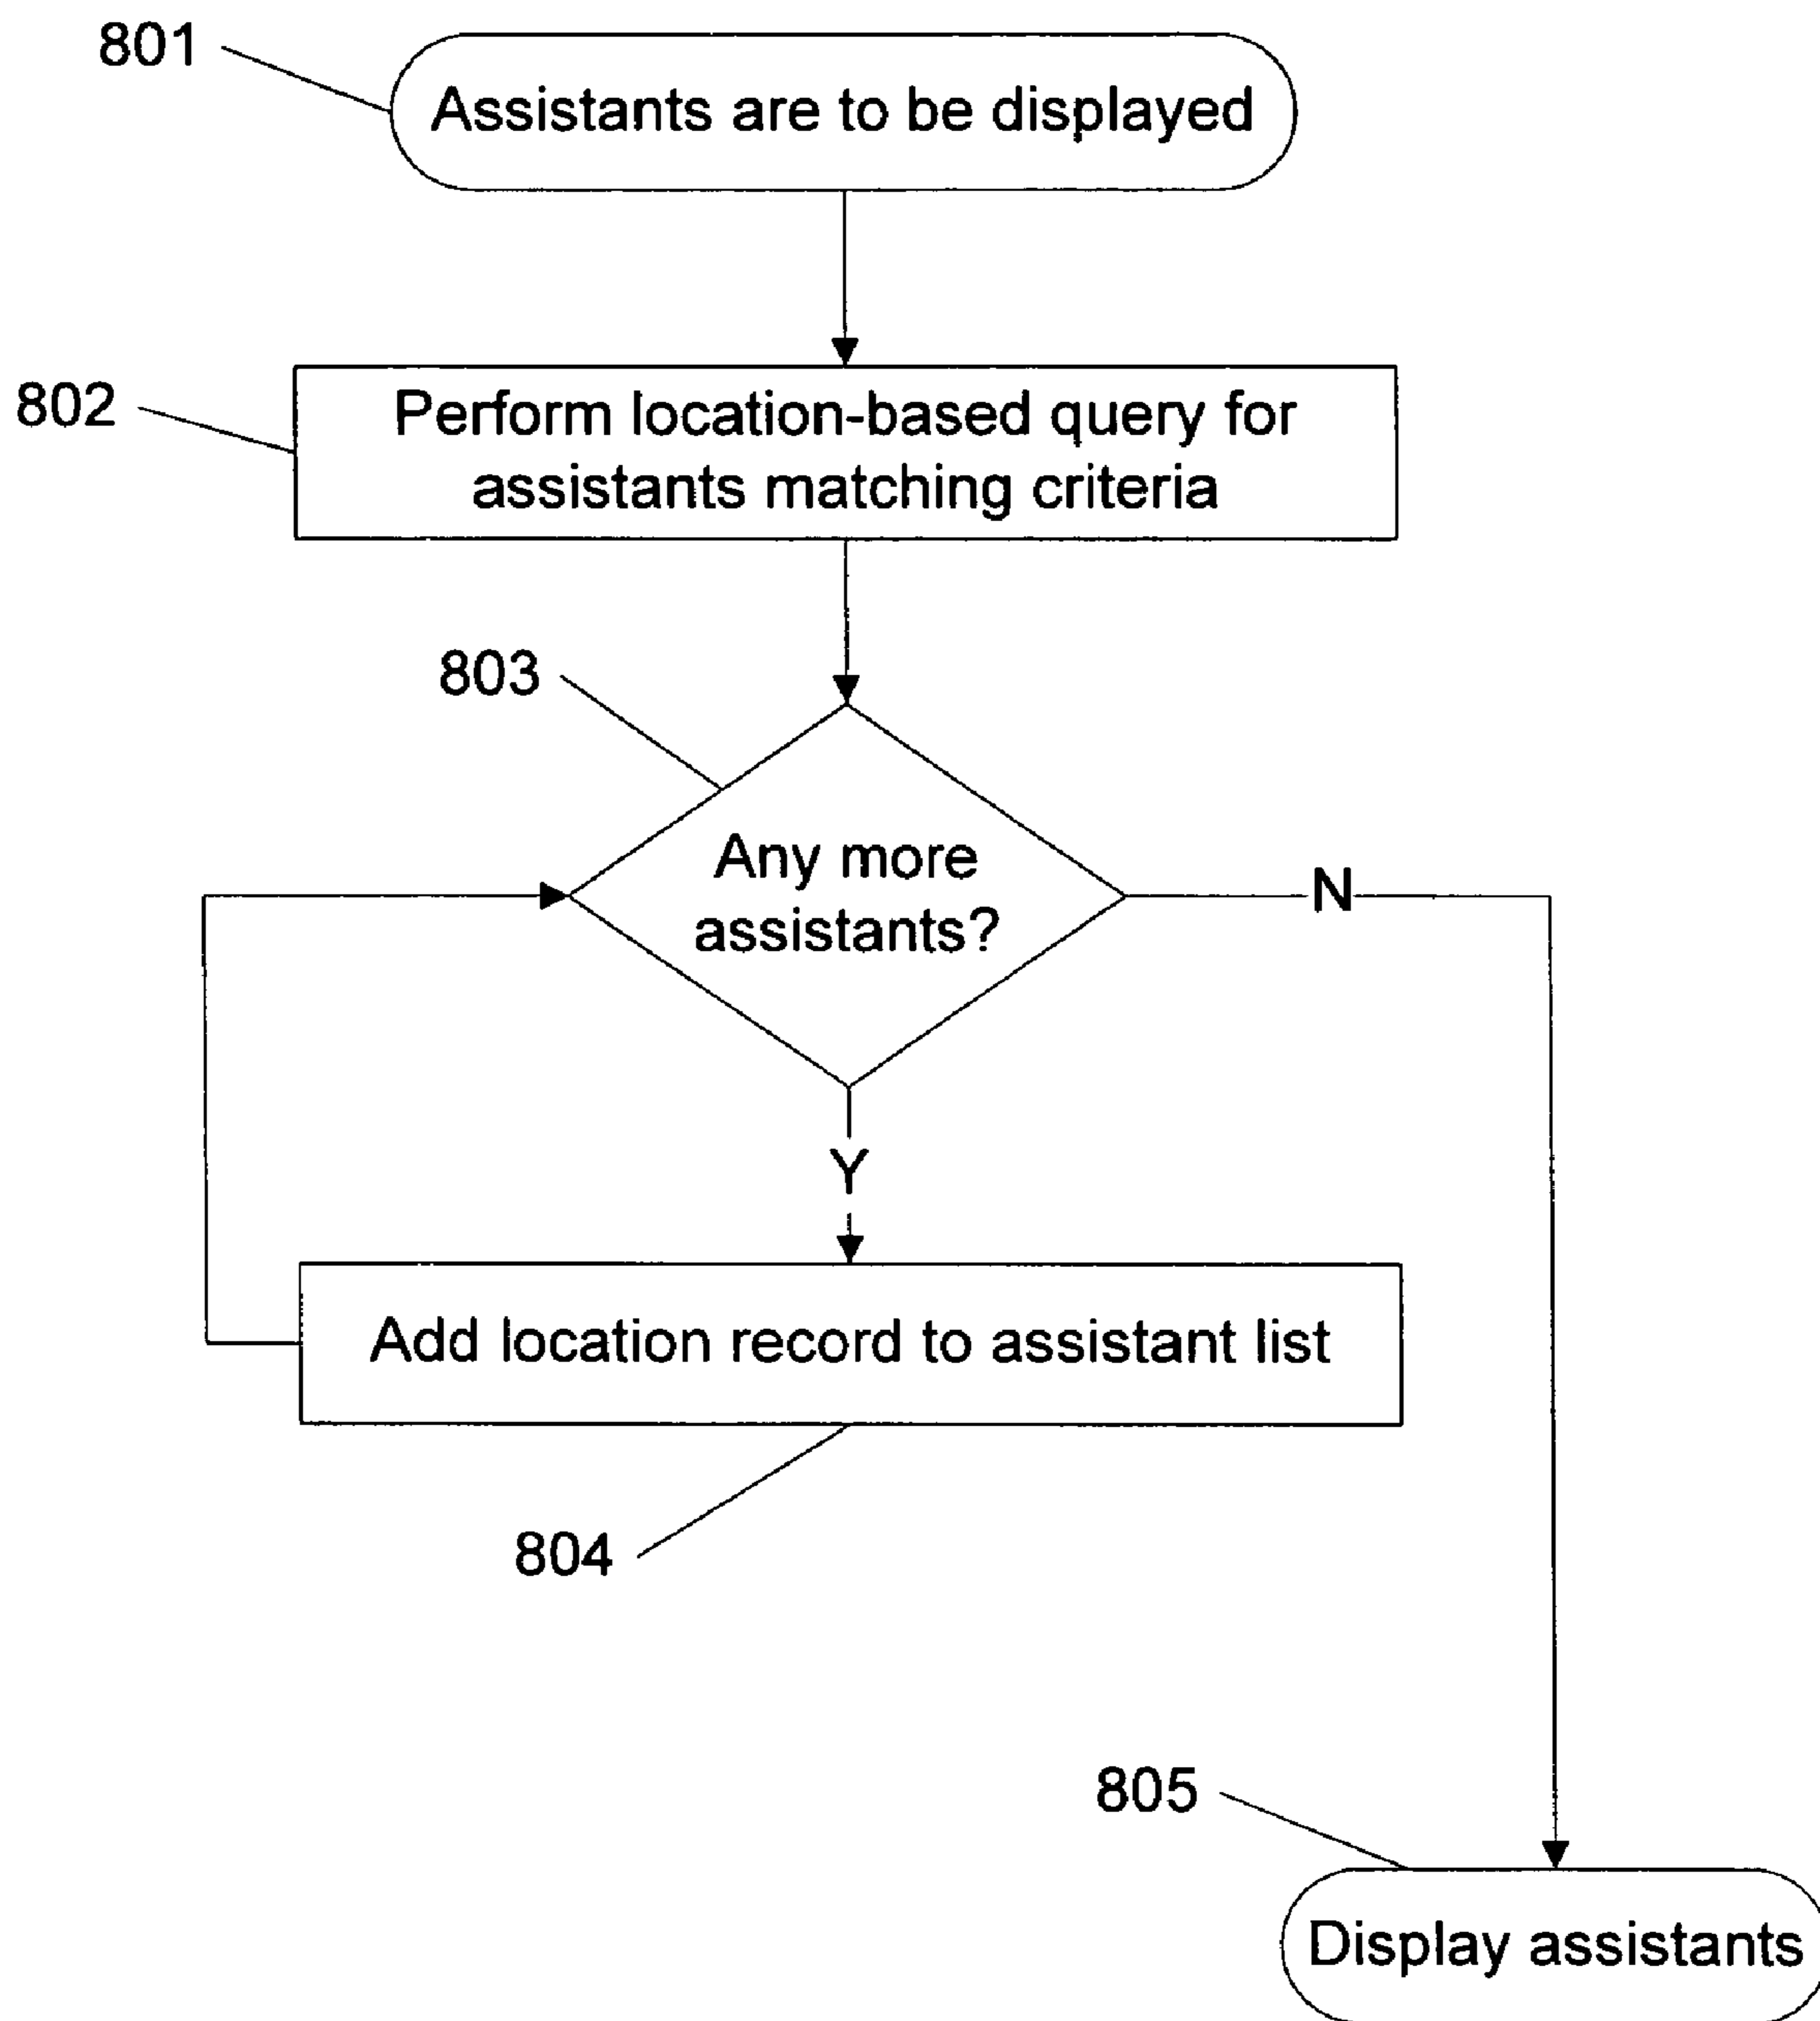 801
Assistants are to be displayed
802
Perform location-based query for
assistants matching criteria
803
Any more
assistants?
N
Y
Add location record to assistant list
804
805
Display assistants